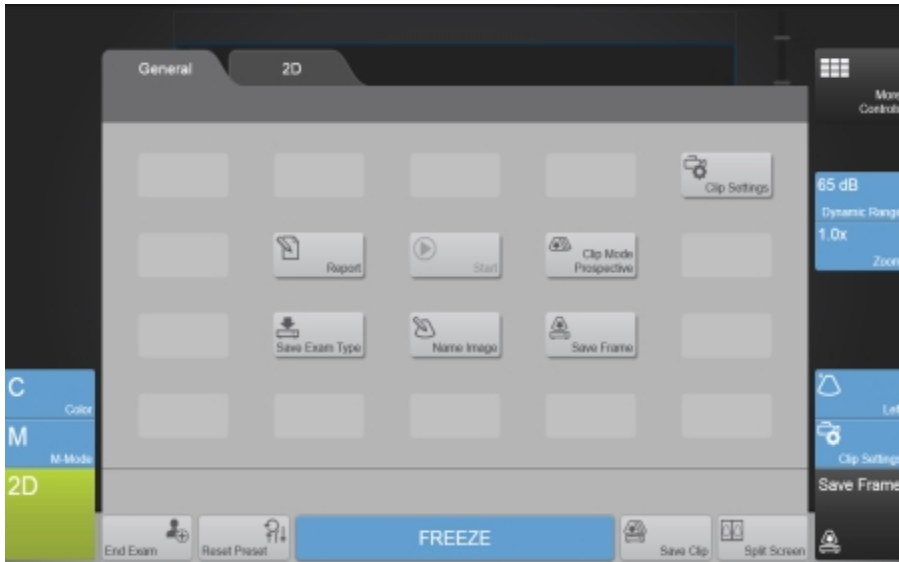 General
2D
More
Controls
Clip Settings
65 dB
Dynamic Range
1.0x
Zoom
Report
Start
Clip Mode
Prospective
Save Exam Type
Name Image
Save Frame
C
Color
M
M-Mode
2D
Left
Clip Settings
Save Frame
End Exam
Reset Preset
FREEZE
Save Clip
Split Screen